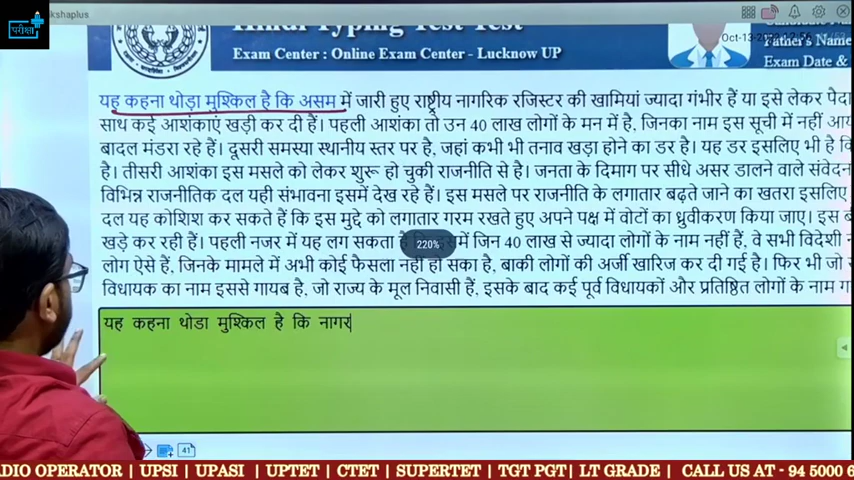 परीक्षा
kshaplus
Hindi Typing Test Test
Exam Center : Online Exam Center - Lucknow UP
Oct-13
Father's Name
Exam Date &
यह कहना थोड़ा मुश्किल है कि असम में जारी हुए राष्ट्रीय नागरिक रजिस्टर की खामियां ज्यादा गंभीर हैं या इसे लेकर पैदा
साथ कई आशंकाएं खड़ी कर दी हैं। पहली आशंका तो उन 40 लाख लोगों के मन में है, जिनका नाम इस सूची में नहीं
बादल मंडरा रहे हैं। दूसरी समस्या स्थानीय स्तर पर है, जहां कभी भी तनाव खड़ा होने का डर है। यह डर इसलिए भी है
है। तीसरी आशंका इस मसले को लेकर शुरू हो चुकी राजनीति से है। जनता के दिमाग पर सीधे असर डालने वाले
विभिन्न राजनीतिक दल यही संभावना इसमें देख रहे हैं। इस मसले पर राजनीति के लगातार बढ़ते जाने का खतरा इसलिए
दल यह कोशिश कर सकते हैं कि इस मुद्दे को लगातार गरम रखते हुए अपने पक्ष में वोटों का ध्रुवीकरण किया जाए। इस
खड़े कर रही हैं। पहली नजर में यह लग सकता जिन 40 लाख से ज्यादा लोगों के नाम नहीं हैं, वे सभी विदेशी
220%
लोग ऐसे हैं, जिनके मामले में अभी कोई फैसला नहीं हो सका है, बाकी लोगों की अर्जी खारिज कर दी गई है। फिर भी जो
विधायक का नाम इससे गायब है, जो राज्य के मूल निवासी हैं, इसके बाद कई पूर्व विधायकों और प्रतिष्ठित लोगों के नाम
यह कहना थोडा मुश्किल है कि नागर
41
ADIO OPERATOR | UPSI | UPASI | UPTET | CTET | SUPERTET | TGT PGT| LT GRADE | CALL US AT - 94 5000 6